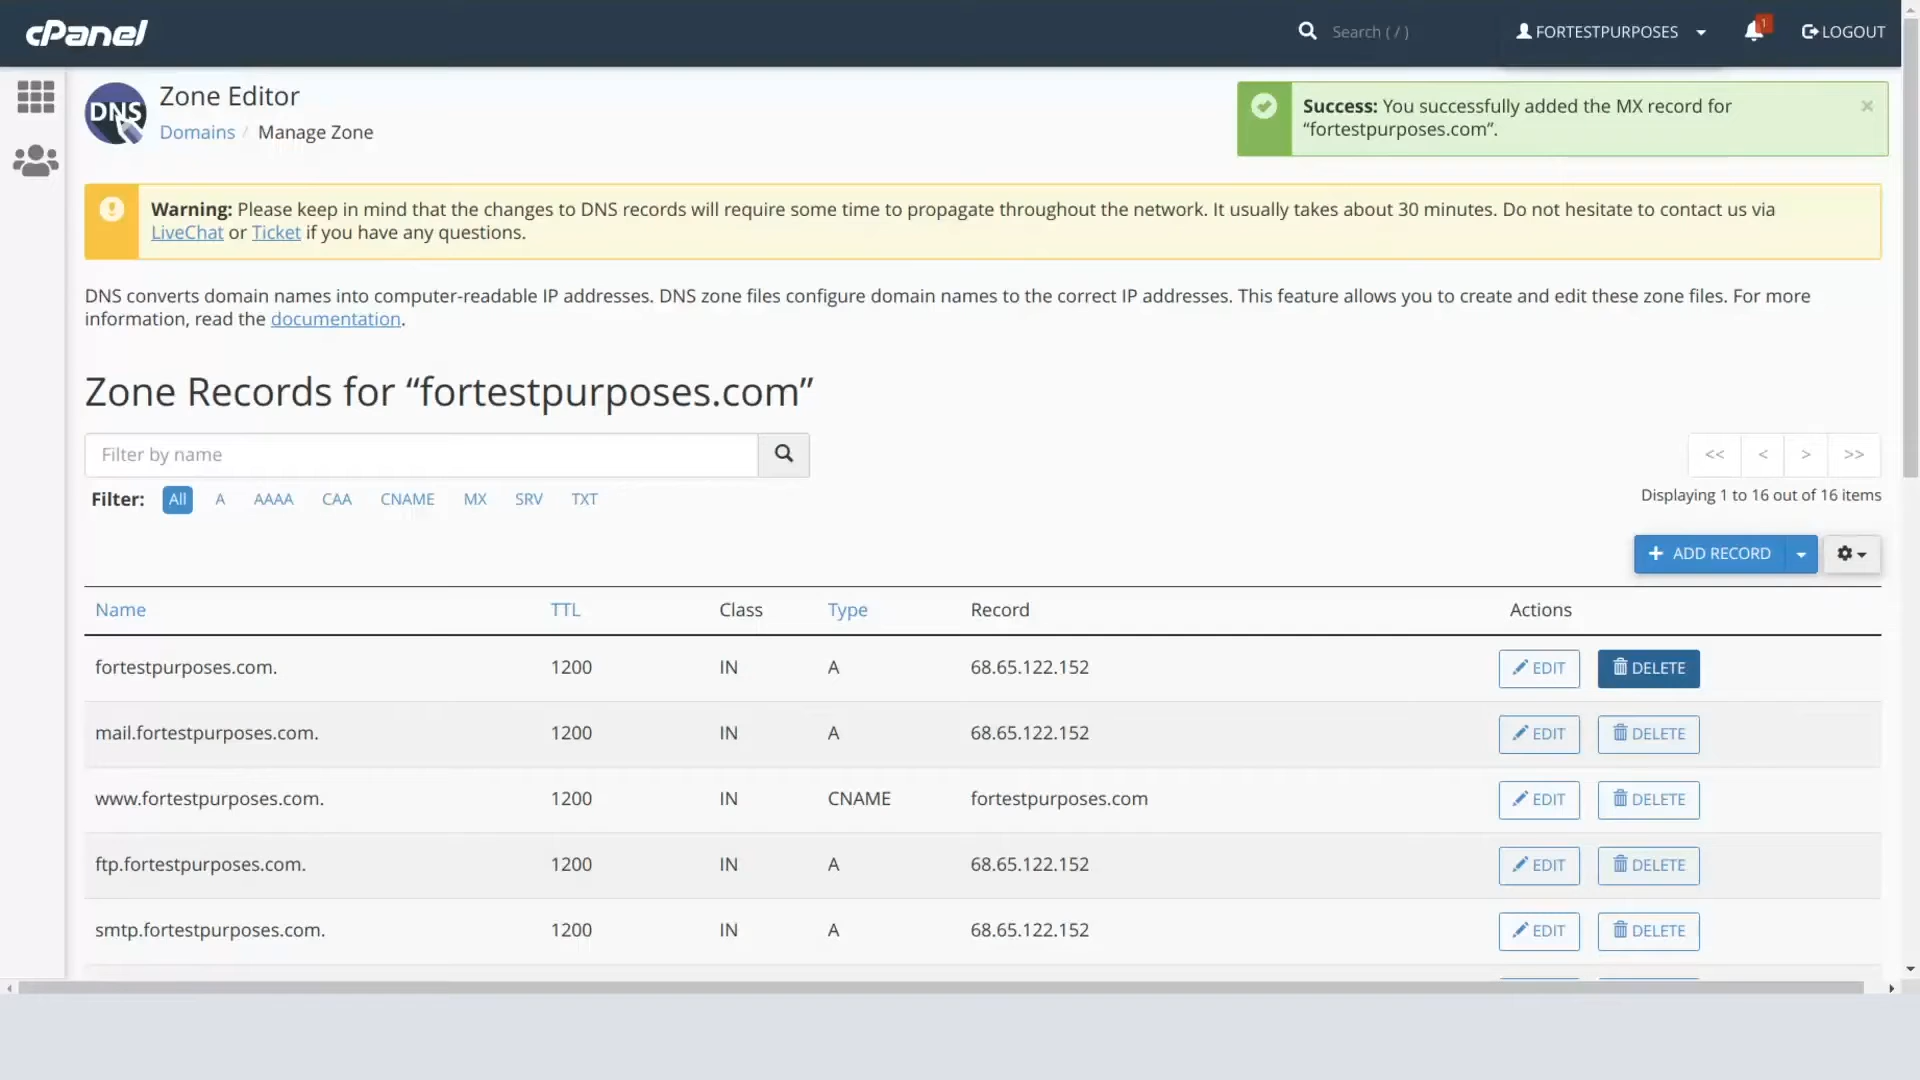 cPanel
Search ( / )
FORTESTPURPOSES
1
LOGOUT
DNS
Zone Editor
Domains / Manage Zone
Success: You successfully added the MX record for
“fortestpurposes.com”.
×
Warning: Please keep in mind that the changes to DNS records will require some time to propagate throughout the network. It usually takes about 30 minutes. Do not hesitate to contact us via
LiveChat or Ticket if you have any questions.
DNS converts domain names into computer-readable IP addresses. DNS zone files configure domain names to the correct IP addresses. This feature allows you to create and edit these zone files. For more
information, read the documentation.
Zone Records for “fortestpurposes.com”
Filter by name
<< < > >>
Filter: All A AAAA CAA CNAME MX SRV TXT
Displaying 1 to 16 out of 16 items
+ ADD RECORD
Name TTL Class Type Record Actions
fortestpurposes.com. 1200 IN A 68.65.122.152 EDIT DELETE
mail.fortestpurposes.com. 1200 IN A 68.65.122.152 EDIT DELETE
www.fortestpurposes.com. 1200 IN CNAME fortestpurposes.com EDIT DELETE
ftp.fortestpurposes.com. 1200 IN A 68.65.122.152 EDIT DELETE
smtp.fortestpurposes.com. 1200 IN A 68.65.122.152 EDIT DELETE